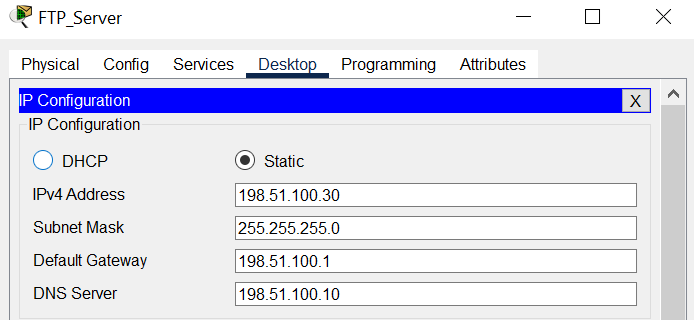 FTP_Server
Physical Config Services Desktop Programming Attributes
IP Configuration X
IP Configuration
DHCP Static
IPv4 Address 198.51.100.30
Subnet Mask 255.255.255.0
Default Gateway 198.51.100.1
DNS Server 198.51.100.10